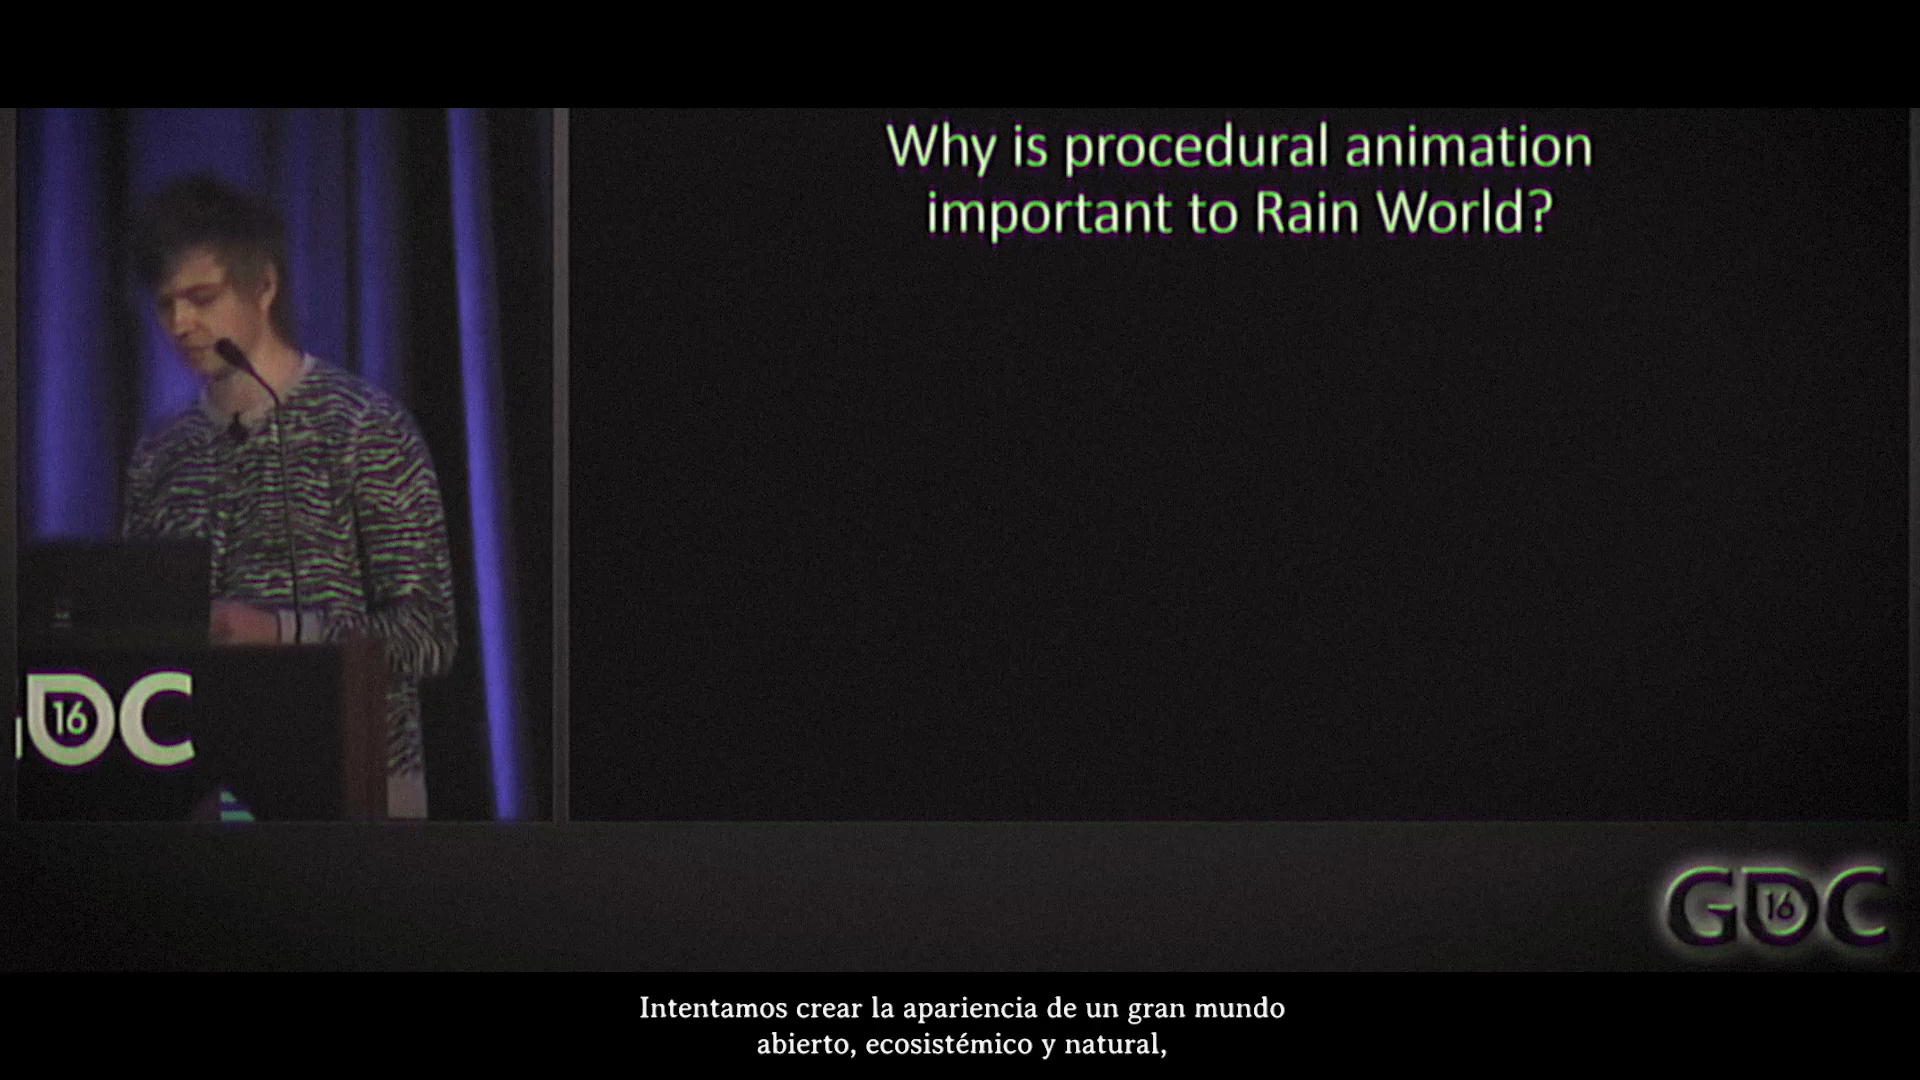 Why is procedural animation
important to Rain World?
GDC
16
GDC
16
Intentamos crear la apariencia de un gran mundo
abierto, ecosistémico y natural,